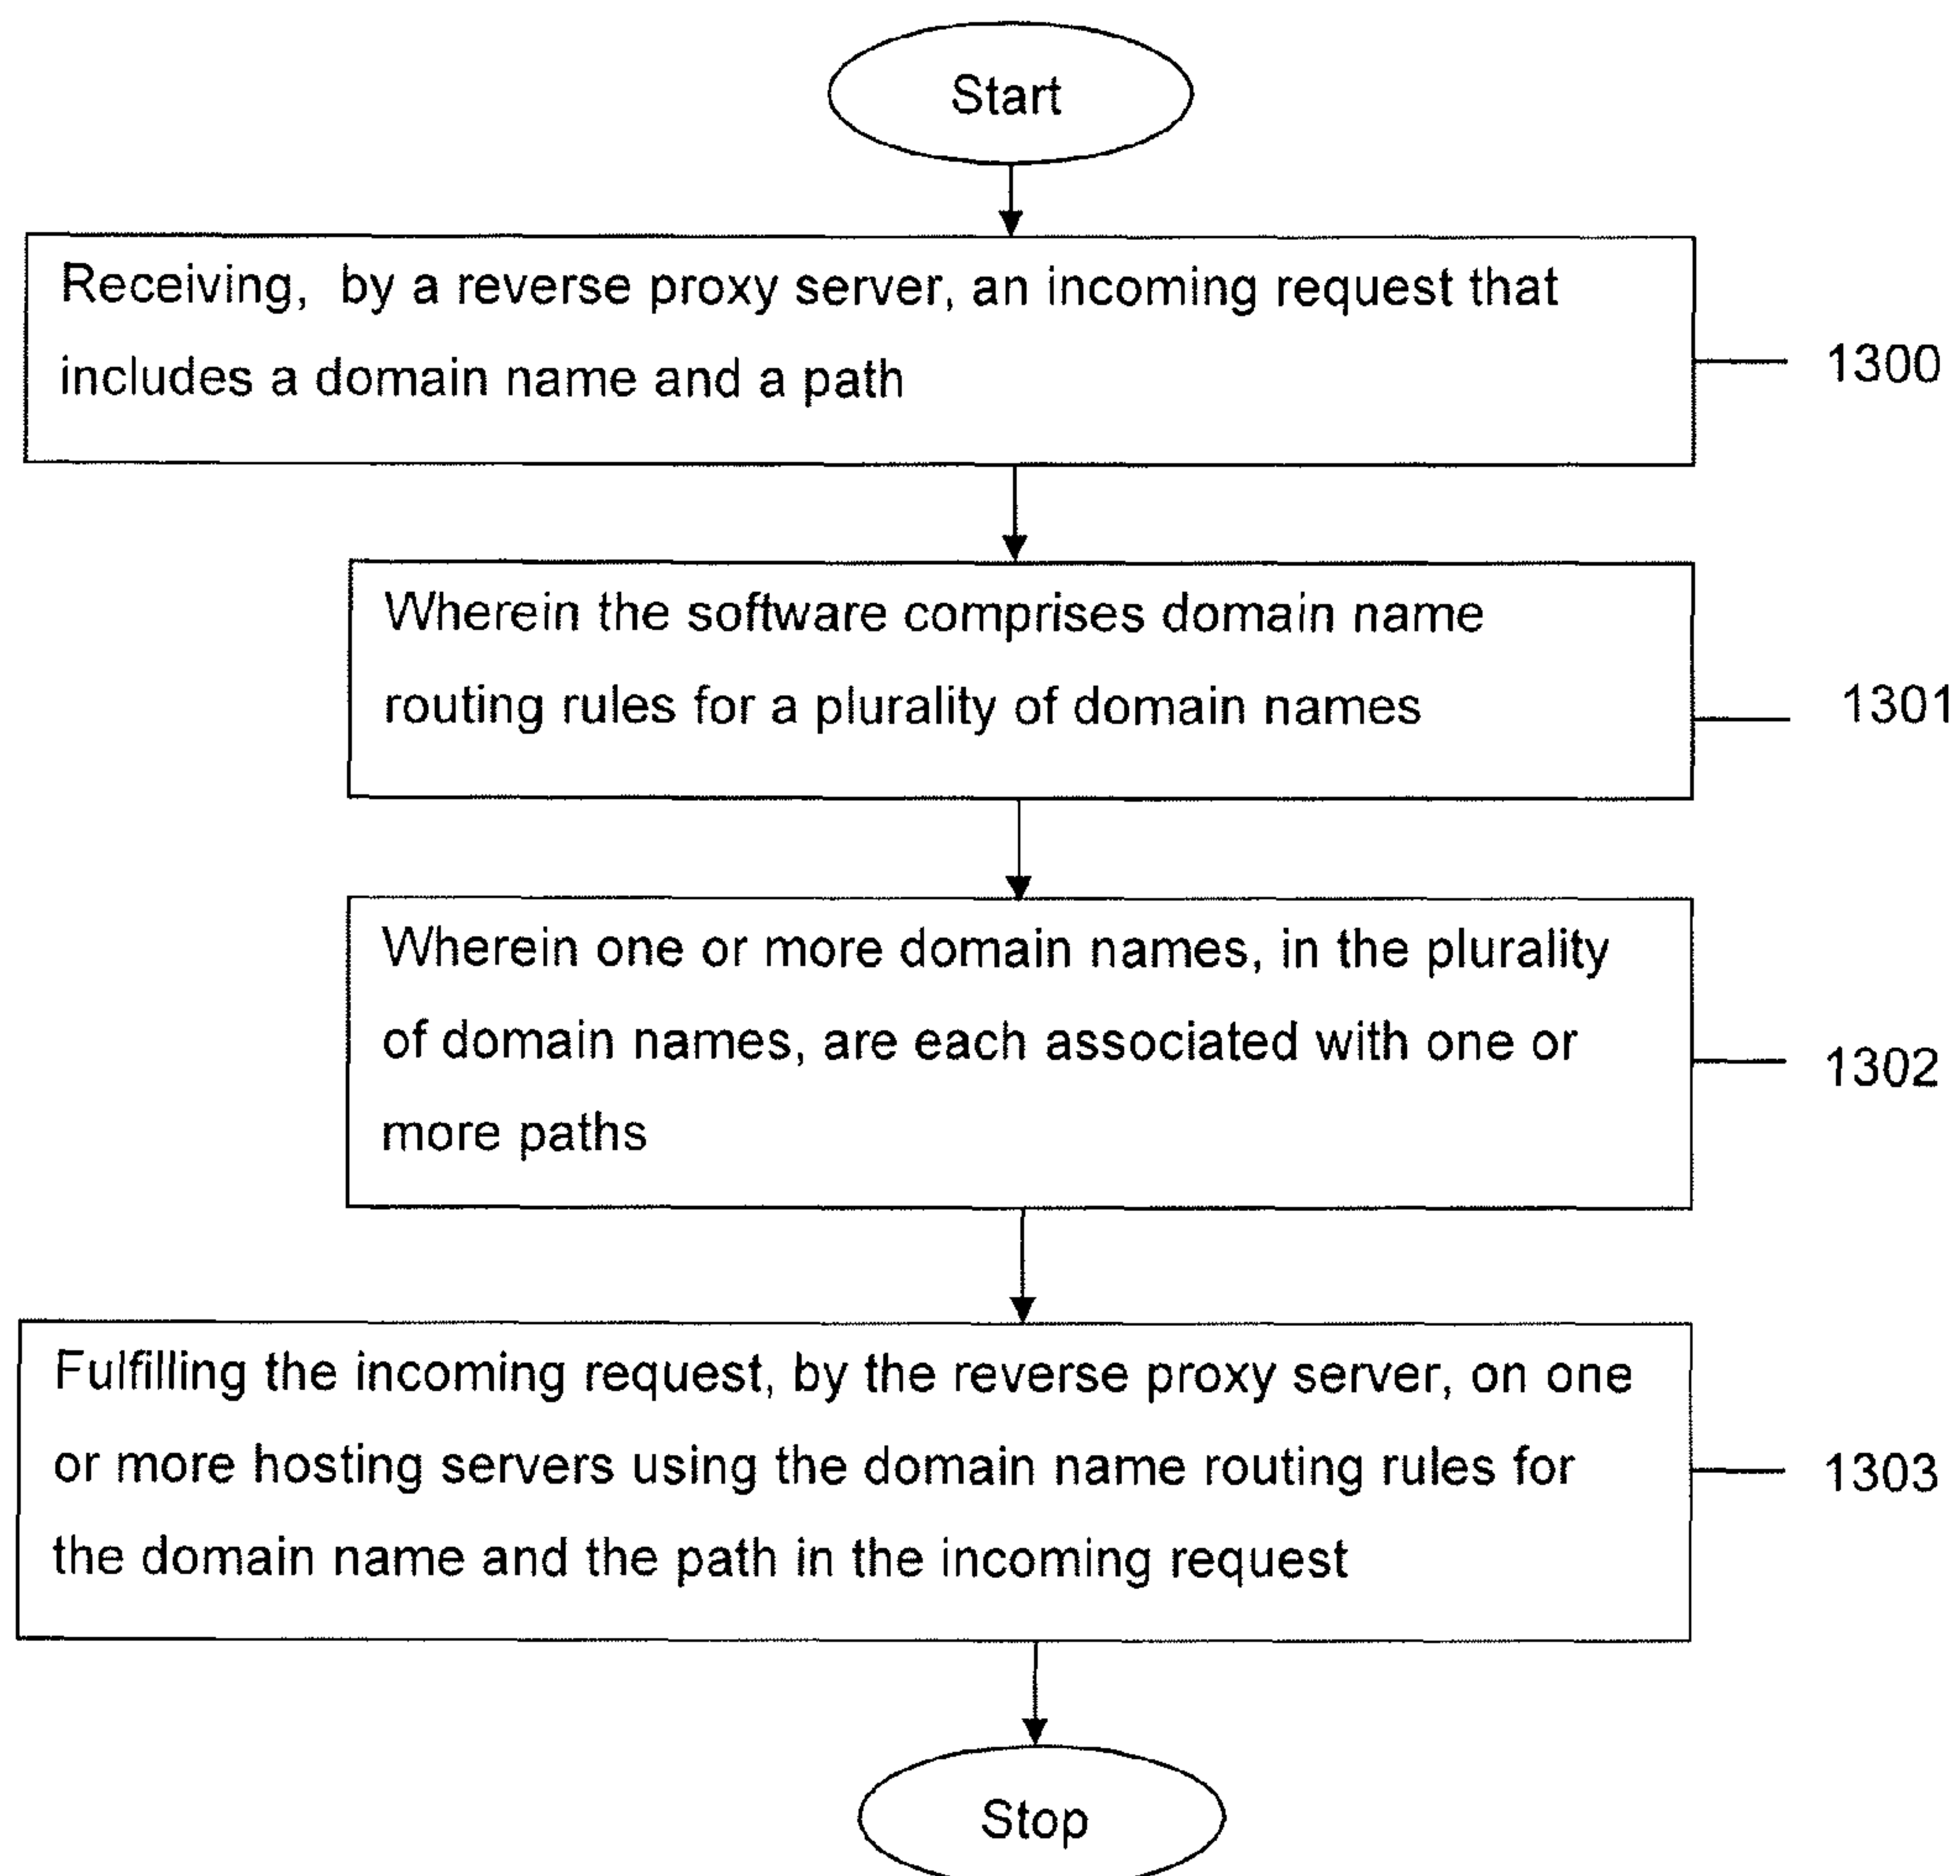 Start
Receiving, by a reverse proxy server, an incoming request that
includes a domain name and a path
1300
Wherein the software comprises domain name
routing rules for a plurality of domain names
1301
Wherein one or more domain names, in the plurality
of domain names, are each associated with one or
more paths
1302
Fulfilling the incoming request, by the reverse proxy server, on one
or more hosting servers using the domain name routing rules for
the domain name and the path in the incoming request
1303
Stop